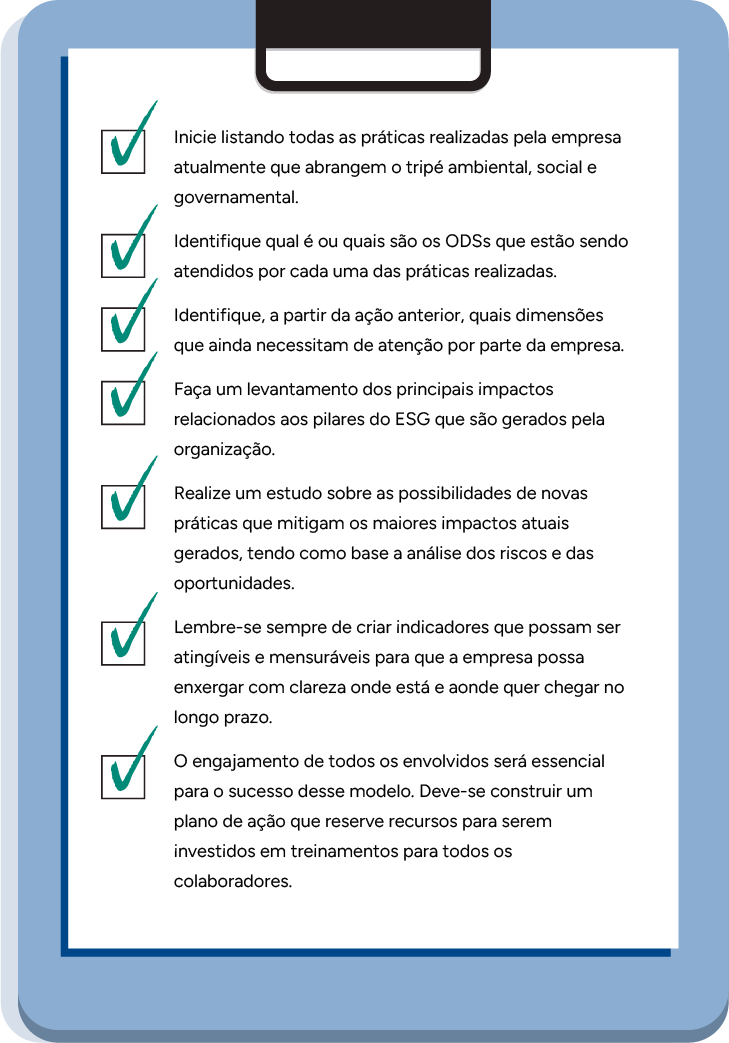 Inicie listando todas as práticas realizadas pela empresa
atualmente que abrangem o tripé ambiental, social e
governamental.
Identifique qual é ou quais são os ODSs que estão sendo
atendidos por cada uma das práticas realizadas.
Identifique, a partir da ação anterior, quais dimensões
que ainda necessitam de atenção por parte da empresa.
Faça um levantamento dos principais impactos
relacionados aos pilares do ESG que são gerados pela
organização.
Realize um estudo sobre as possibilidades de novas
práticas que mitigam os maiores impactos atuais
gerados, tendo como base a análise dos riscos e das
oportunidades.
Lembre-se sempre de criar indicadores que possam ser
atingíveis e mensuráveis para que a empresa possa
enxergar com clareza onde está e aonde quer chegar no
longo prazo.
O engajamento de todos os envolvidos será essencial
para o sucesso desse modelo. Deve-se construir um
plano de ação que reserve recursos para serem
investidos em treinamentos para todos os
colaboradores.